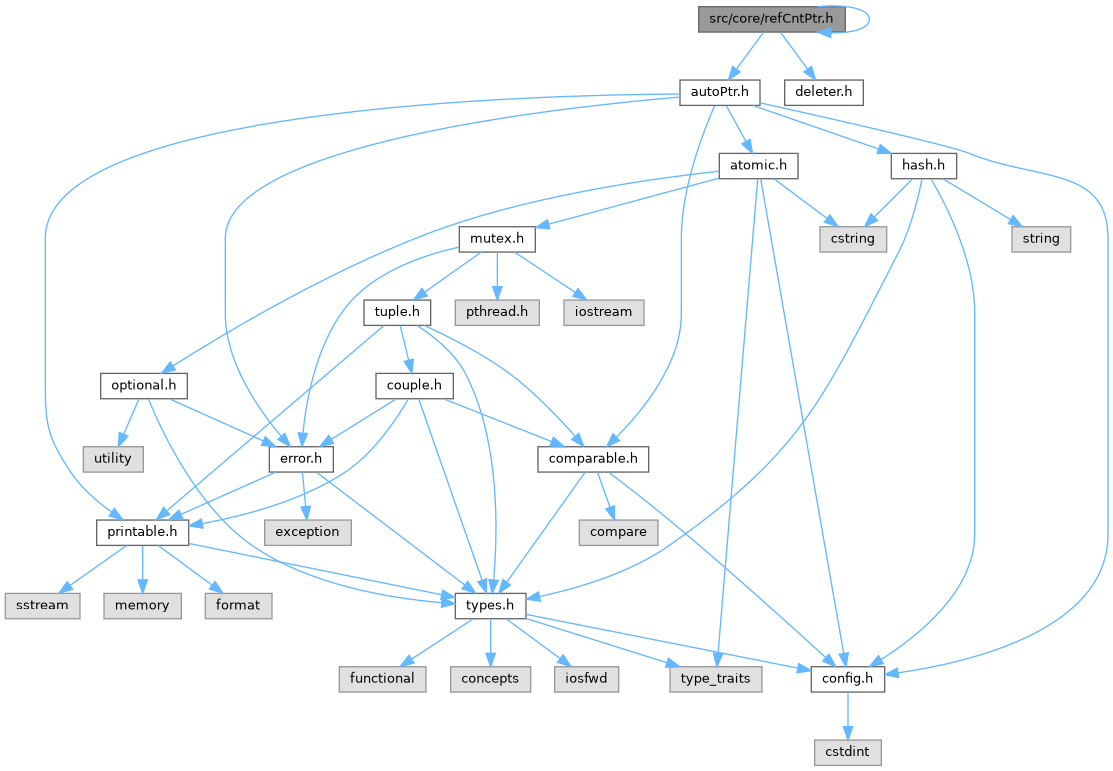 src/core/refCntPtr.h
autoPtr.h
deleter.h
atomic.h
hash.h
mutex.h
cstring
string
tuple.h
pthread.h
iostream
optional.h
couple.h
utility
error.h
comparable.h
printable.h
exception
compare
sstream
memory
format
types.h
functional
concepts
iosfwd
type_traits
config.h
cstdint